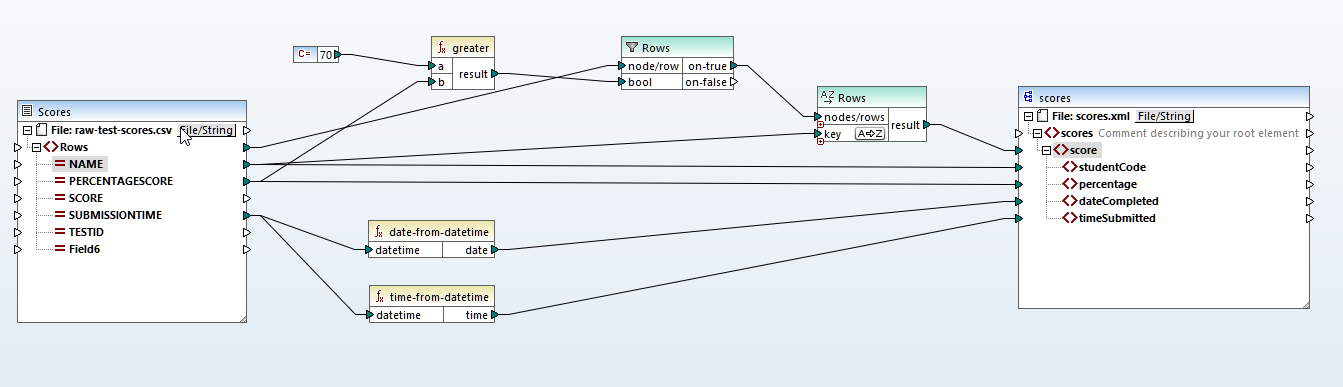 C= 70
greater
a
b
result
Rows
node/row on-true
bool on-false
Rows
nodes/rows
key A⇒Z
result
Scores
File: raw-test-scores.csv File/String
Rows
NAME
PERCENTAGESCORE
SCORE
SUBMISSIONTIME
TESTID
Field6
date-from-datetime
datetime date
time-from-datetime
datetime time
scores
File: scores.xml File/String
scores Comment describing your root element
score
studentCode
percentage
dateCompleted
timeSubmitted